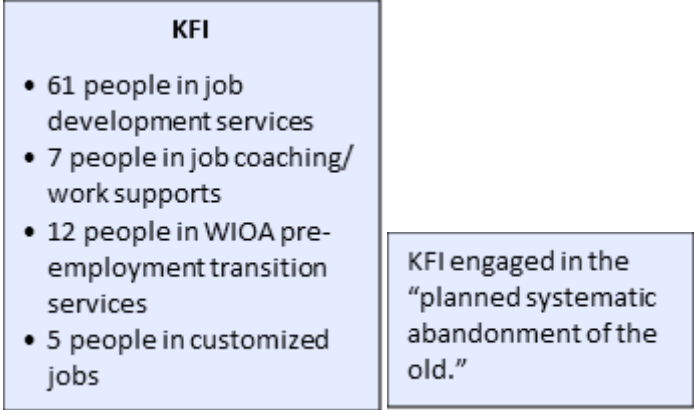 KFI
• 61 people in job
development services
• 7 people in job coaching/
work supports
• 12 people in WIOA pre-
employment transition
services
• 5 people in customized
jobs
KFI engaged in the
“planned systematic
abandonment of the
old.”